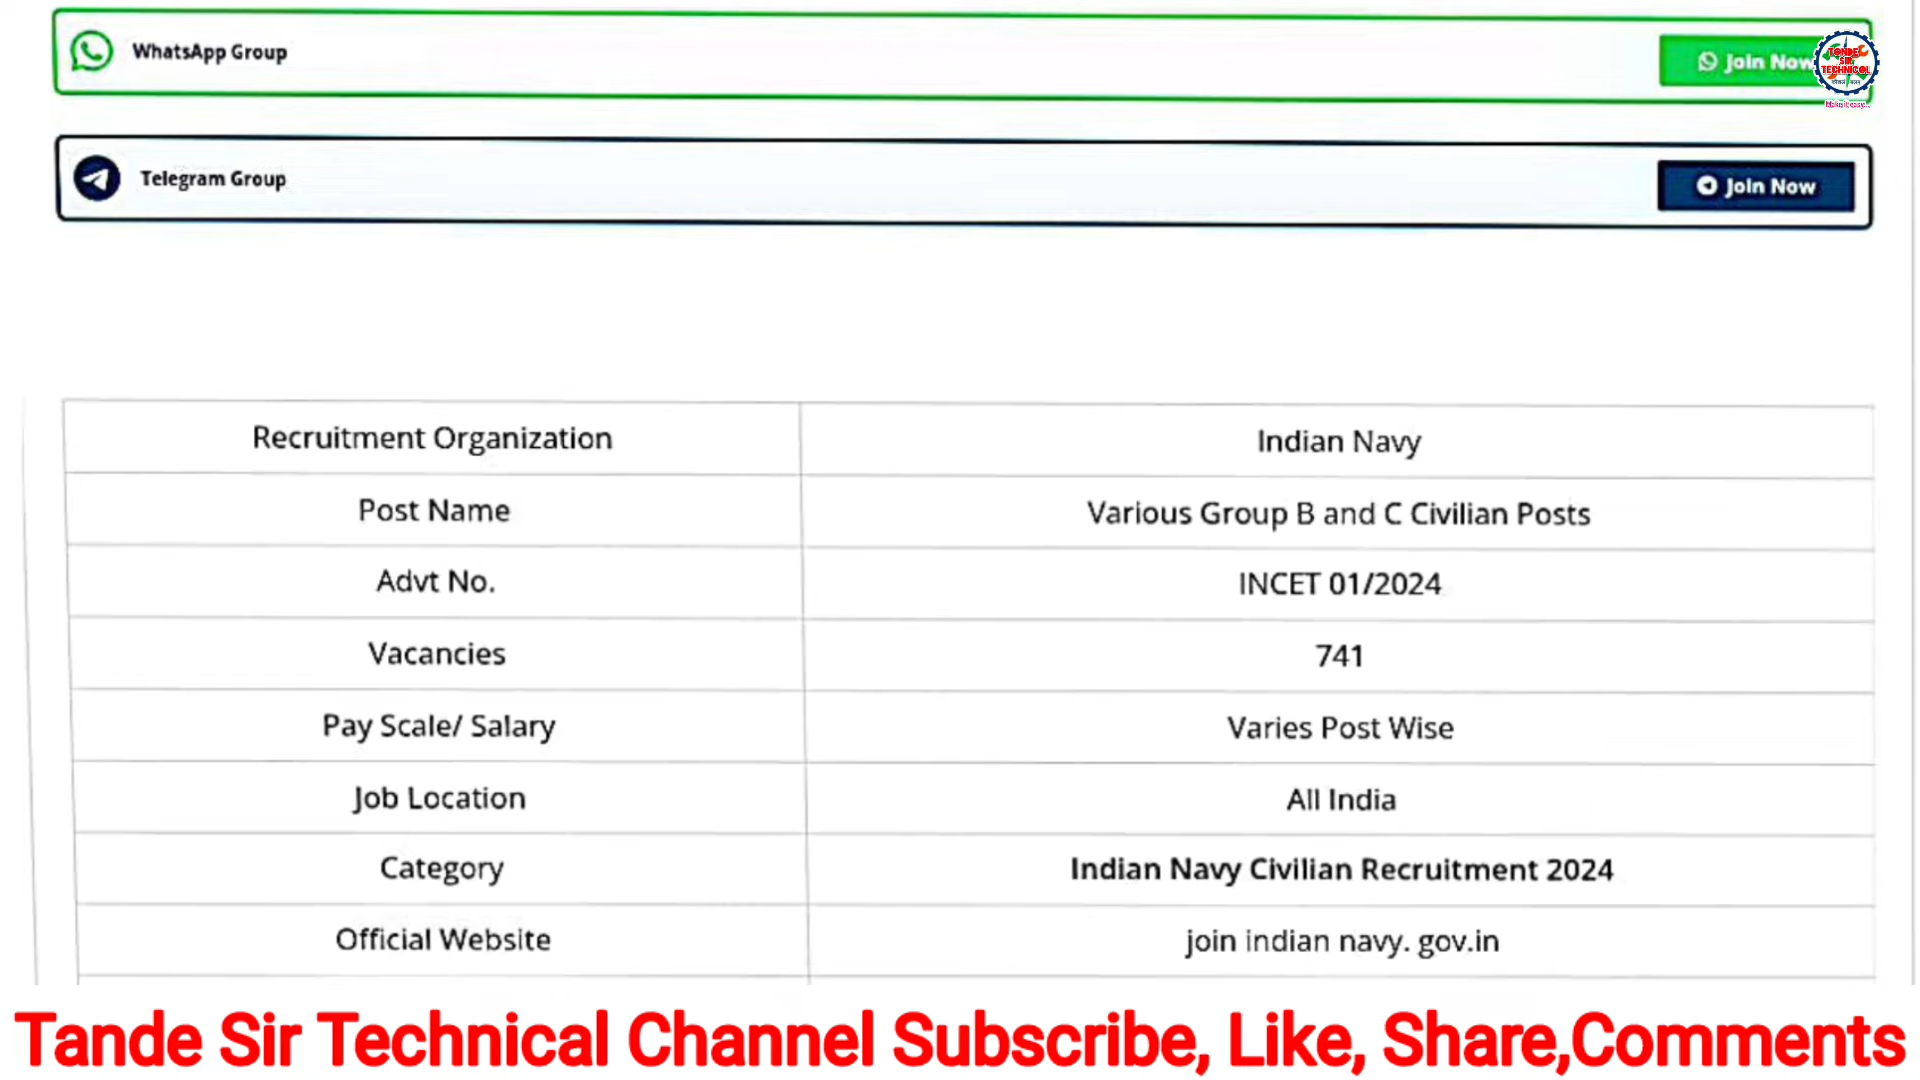 WhatsApp Group
Join Now
TONDE
SIR
TECHNICOL
Telegram Group
Join Now
Recruitment Organization Indian Navy
Post Name Various Group B and C Civilian Posts
Advt No. INCET 01/2024
Vacancies 741
Pay Scale/ Salary Varies Post Wise
Job Location All India
Category Indian Navy Civilian Recruitment 2024
Official Website join indian navy. gov.in
Tande Sir Technical Channel Subscribe, Like, Share,Comments